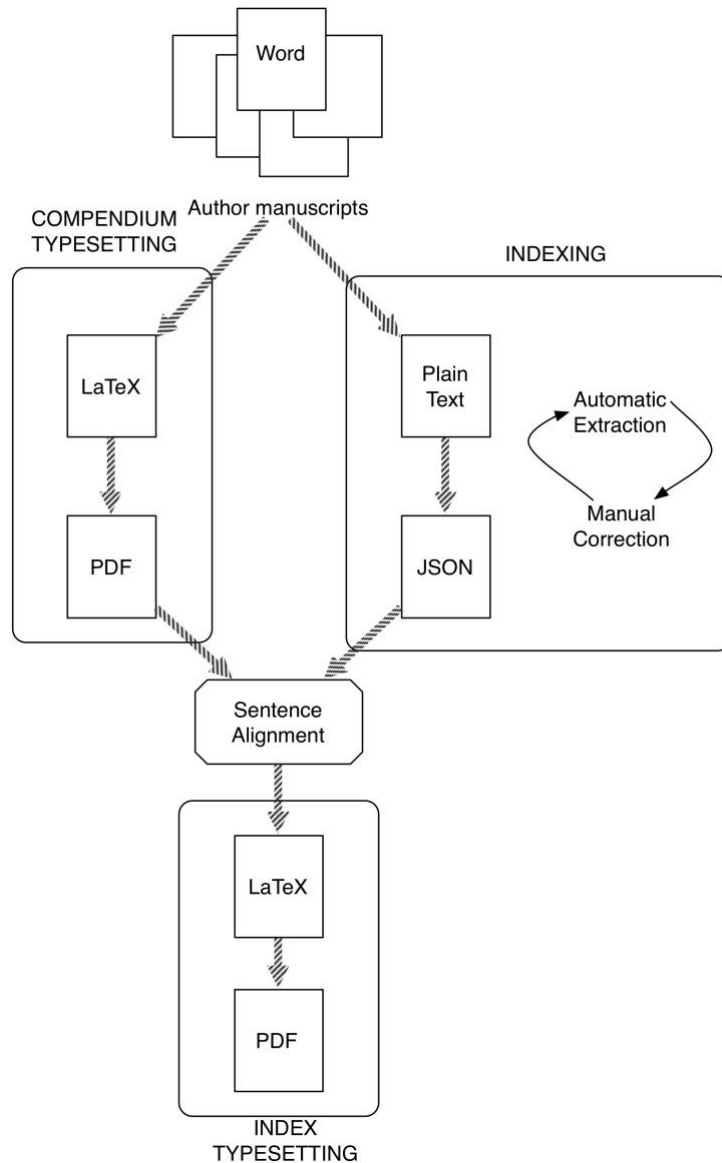 Word
Author manuscripts
COMPENDIUM
TYPESETTING
INDEXING
LaTeX
Plain
Text
Automatic
Extraction
PDF
JSON
Manual
Correction
Sentence
Alignment
LaTeX
PDF
INDEX
TYPESETTING